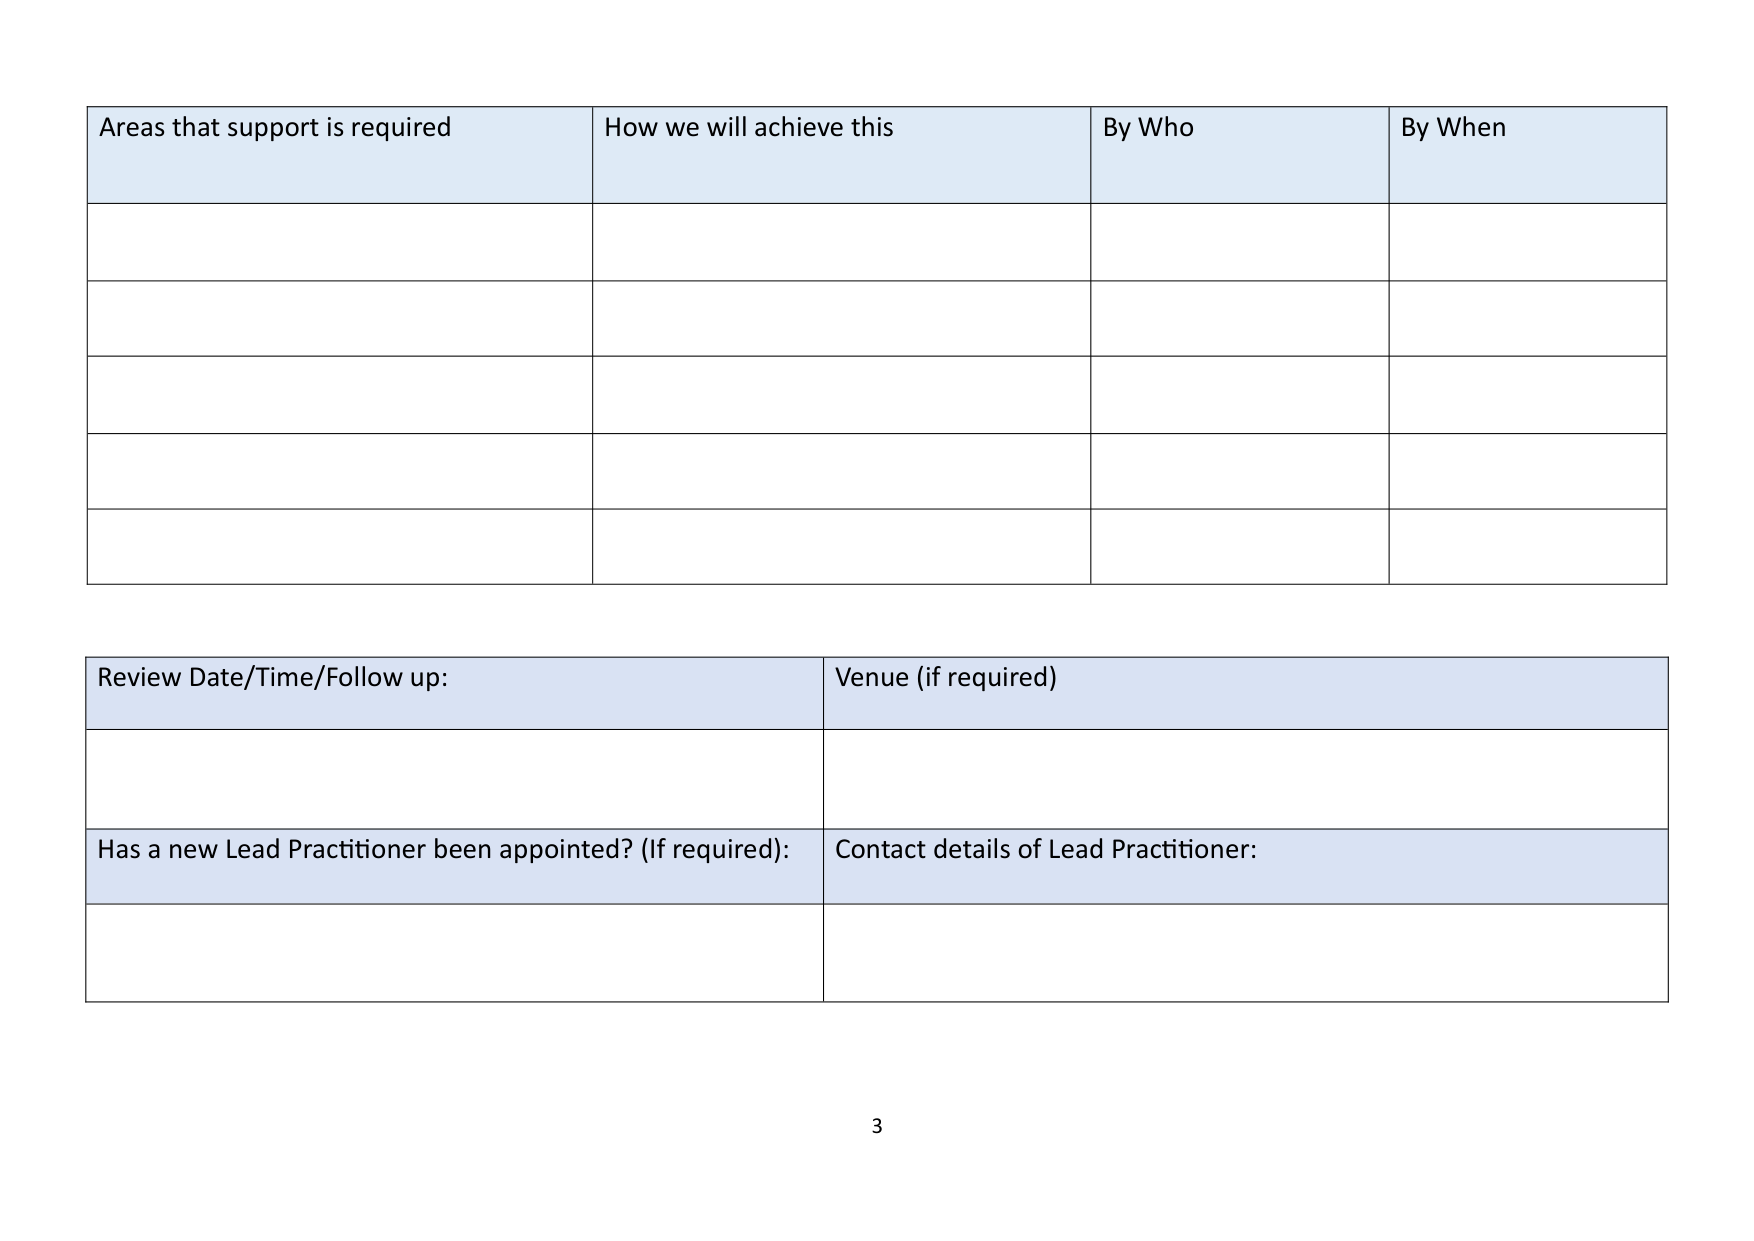 Areas that support is required
How we will achieve this
By Who
By When
Review Date/Time/Follow up:
Venue (if required)
Has a new Lead Practitioner been appointed? (If required):
Contact details of Lead Practitioner:
3